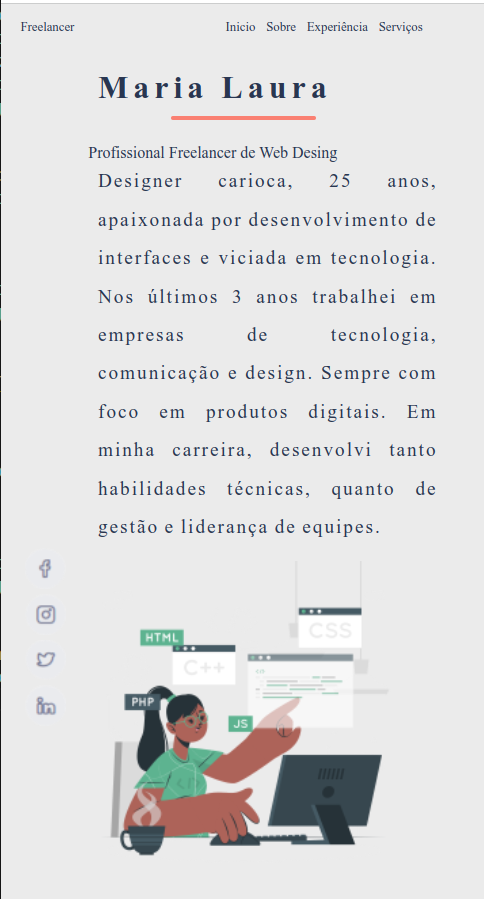 Freelancer Inicio Sobre Experiência Serviços
Maria Laura
Profissional Freelancer de Web Desing
Designer carioca, 25 anos,
apaixonada por desenvolvimento de
interfaces e viciada em tecnologia.
Nos últimos 3 anos trabalhei em
empresas de tecnologia,
comunicação e design. Sempre com
foco em produtos digitais. Em
minha carreira, desenvolvi tanto
habilidades técnicas, quanto de
gestão e liderança de equipes.
CSS
HTML
C++
PHP
JS